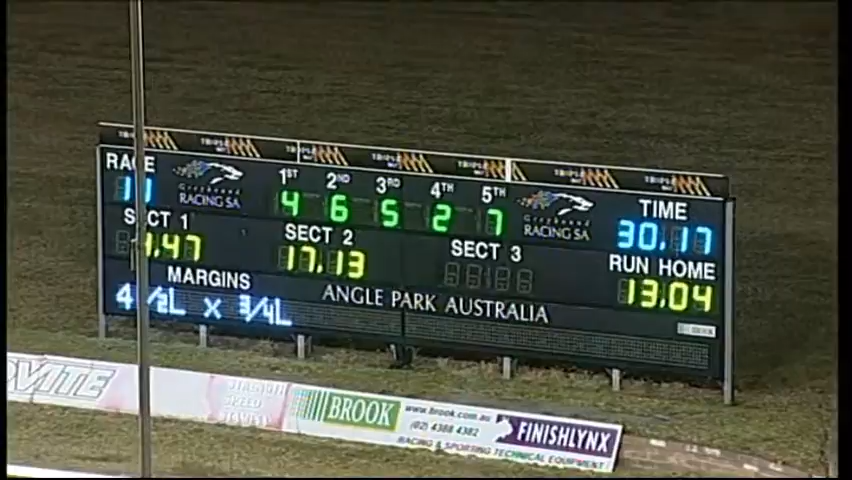 RACE
11
Greyhound
RACING SA
1ST 2ND 3RD 4TH 5TH
4 6 5 2 7
Greyhound
RACING SA
TIME
30.17
SECT 1
4.47
SECT 2
17.13
SECT 3
RUN HOME
13.04
MARGINS
4 ½L x ¾L
ANGLE PARK AUSTRALIA
STRENGTH
SPEED
BROOK
www.brook.com.au
(02) 4388 4382
RACING & SPORTING TECHNICAL EQUIPMENT
FINISHLYNX